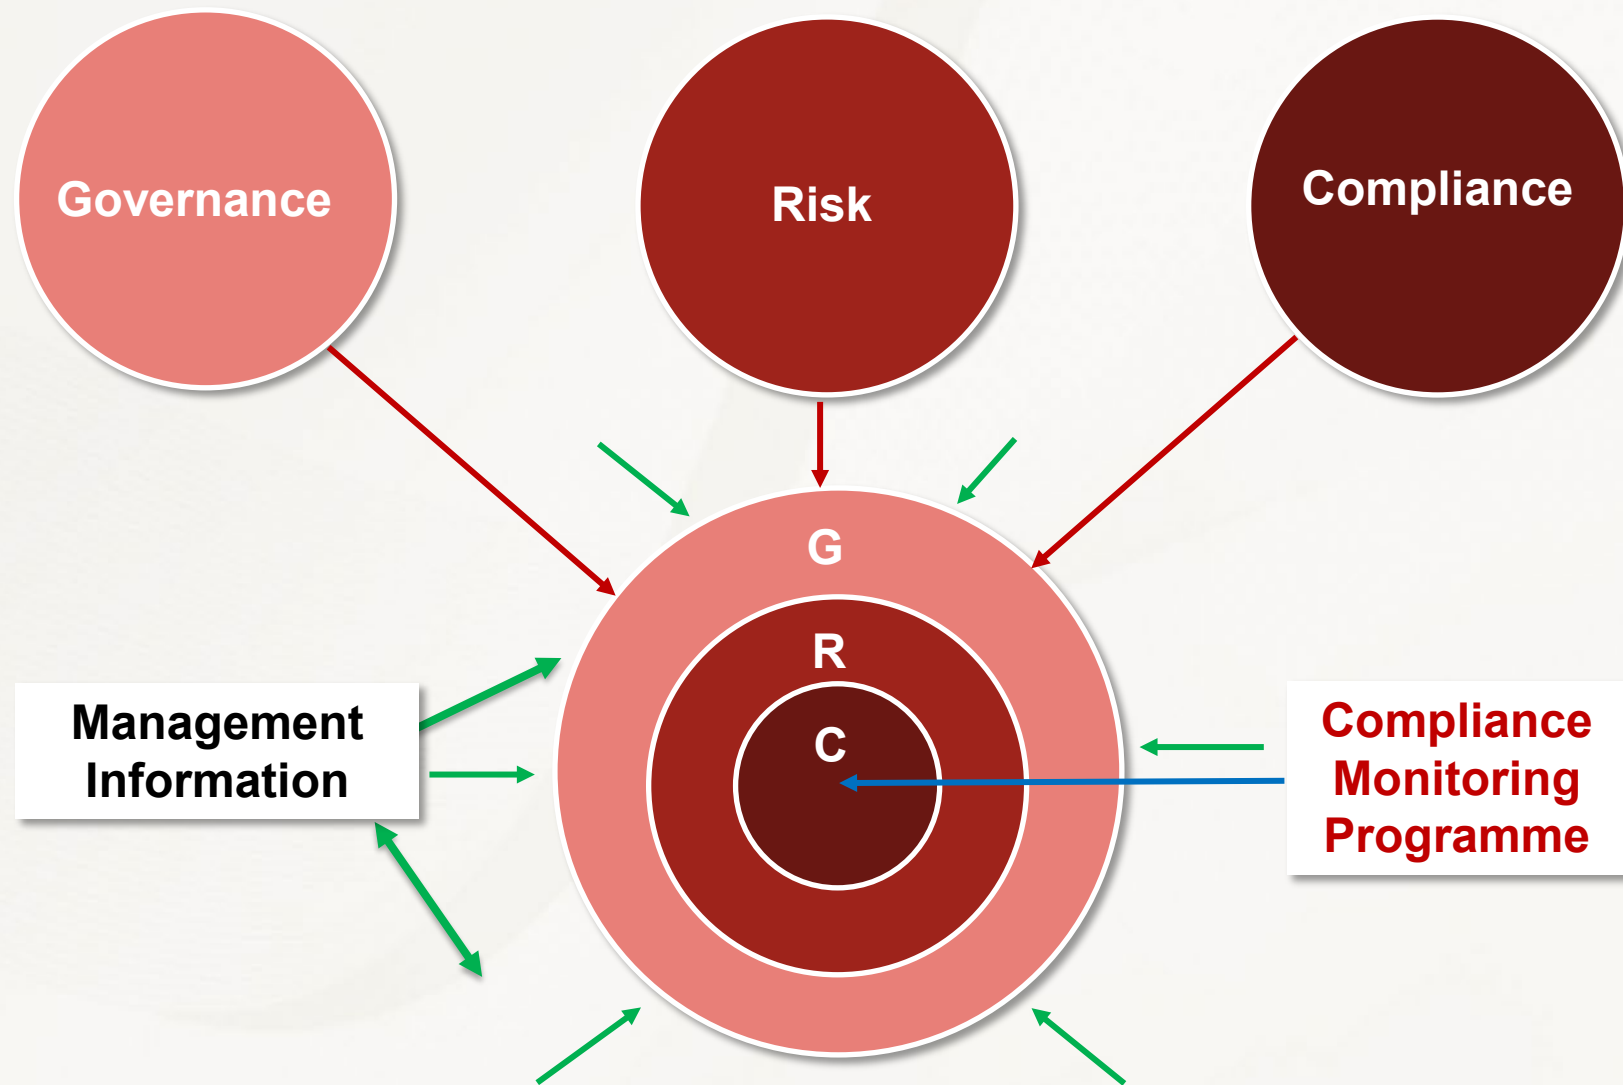 Governance
Risk
Compliance
G
R
C
Management
Information
Compliance
Monitoring
Programme